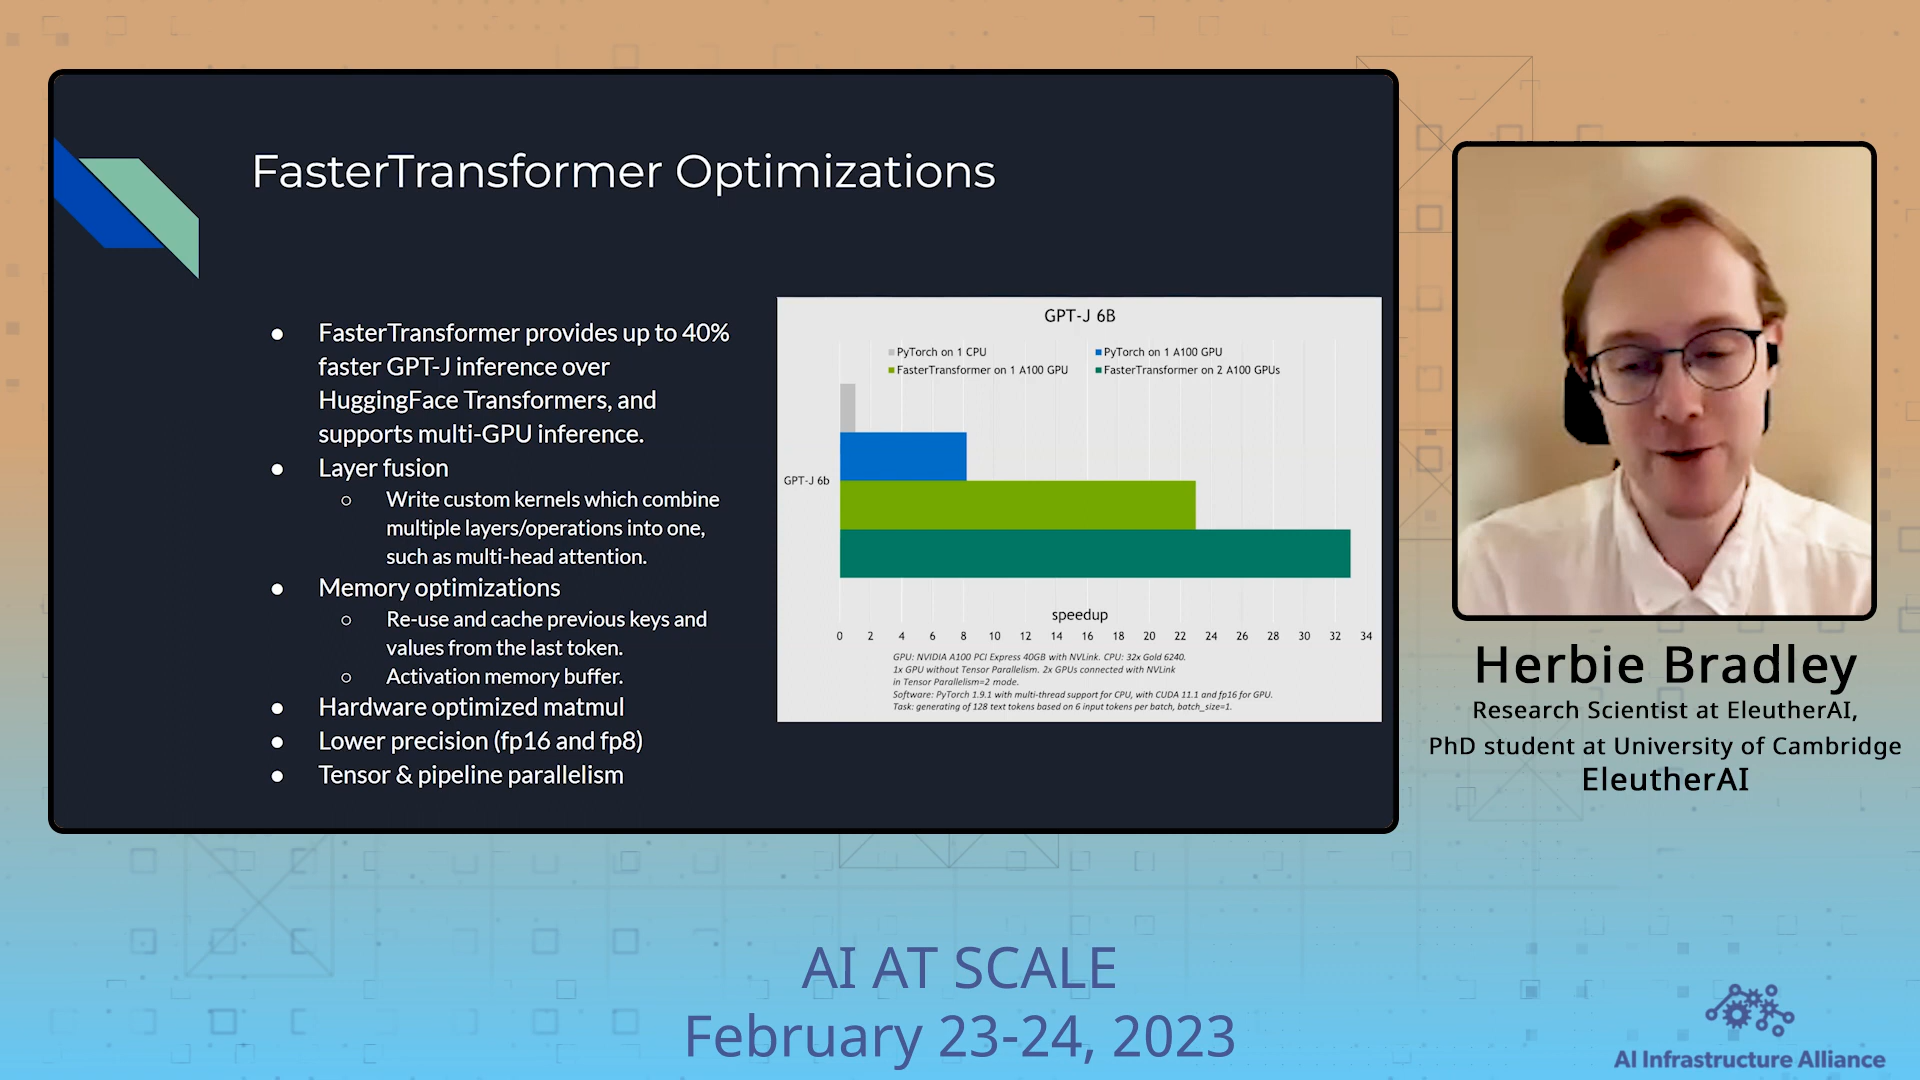 FasterTransformer Optimizations
● FasterTransformer provides up to 40%
faster GPT-J inference over
HuggingFace Transformers, and
supports multi-GPU inference.
● Layer fusion
○ Write custom kernels which combine
multiple layers/operations into one,
such as multi-head attention.
● Memory optimizations
○ Re-use and cache previous keys and
values from the last token.
○ Activation memory buffer.
● Hardware optimized matmul
● Lower precision (fp16 and fp8)
● Tensor & pipeline parallelism
GPT-J 6B
PyTorch on 1 CPU
PyTorch on 1 A100 GPU
FasterTransformer on 1 A100 GPU
FasterTransformer on 2 A100 GPUs
GPT-J 6b
speedup
0 2 4 6 8 10 12 14 16 18 20 22 24 26 28 30 32 34
GPU: NVIDIA A100 PCI Express 40GB with NVLink. CPU: 32x Gold 6240.
1x GPU without Tensor Parallelism. 2x GPUs connected with NVLink
in Tensor Parallelism=2 mode.
Software: PyTorch 1.9.1 with multi-thread support for CPU, with CUDA 11.1 and fp16 for GPU.
Task: generating of 128 text tokens based on 6 input tokens per batch, batch_size=1.
Herbie Bradley
Research Scientist at EleutherAI,
PhD student at University of Cambridge
EleutherAI
AI AT SCALE
February 23-24, 2023
AI Infrastructure Alliance